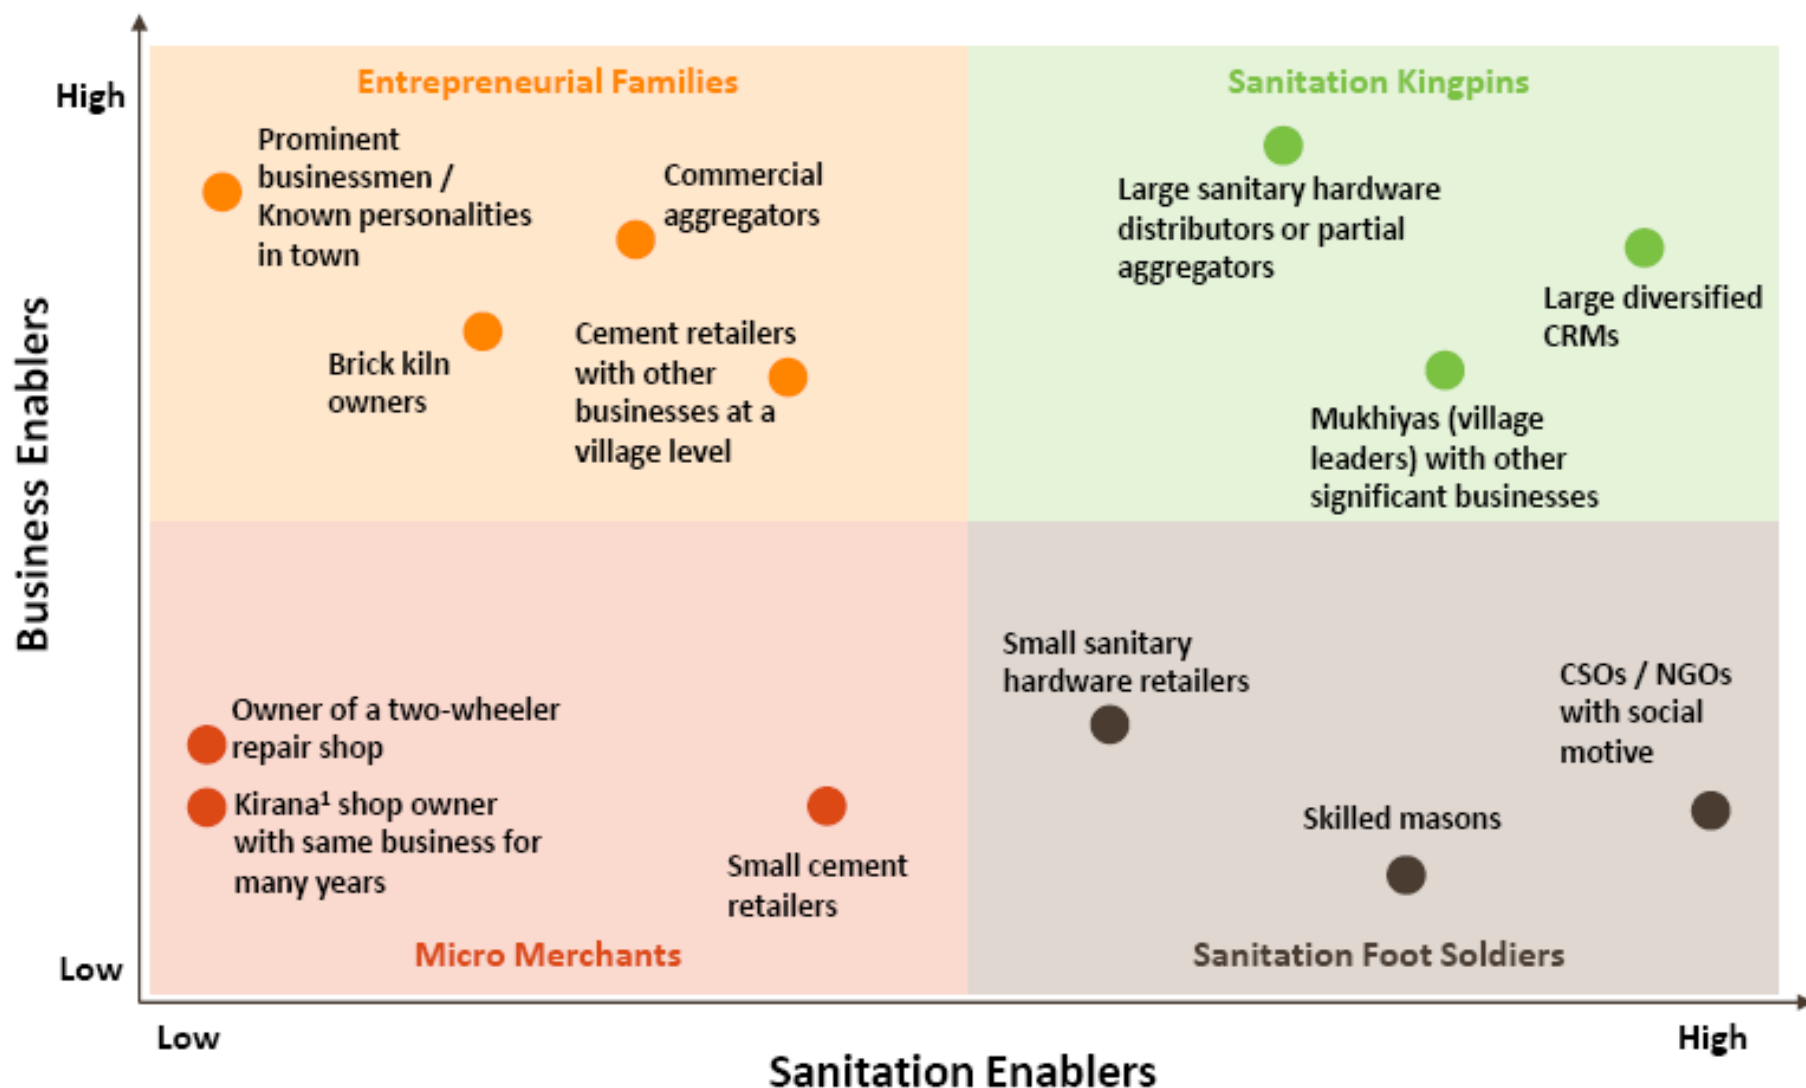 High
Entrepreneurial Families
Prominent
businessmen /
Known personalities
in town
Commercial
aggregators
Brick kiln
owners
Cement retailers
with other
businesses at a
village level
Sanitation Kingpins
Large sanitary hardware
distributors or partial
aggregators
Large diversified
CRMs
Mukhiyas (village
leaders) with other
significant businesses
Business Enablers
Owner of a two-wheeler
repair shop
Kirana¹ shop owner
with same business for
many years
Small cement
retailers
Micro Merchants
Small sanitary
hardware retailers
CSOs / NGOs
with social
motive
Skilled masons
Sanitation Foot Soldiers
Low
Low
High
Sanitation Enablers